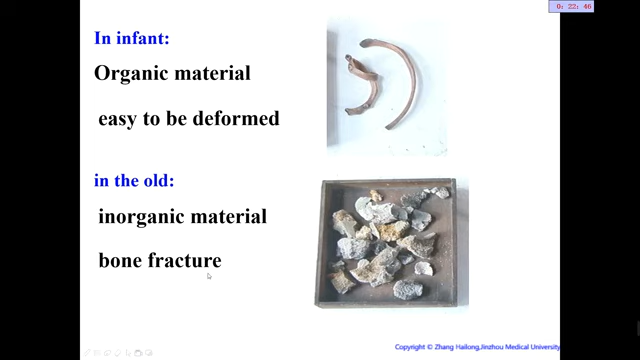 0: 22: 46
In infant:
Organic material
easy to be deformed
in the old:
inorganic material
bone fracture
Copyright © Zhang Hailong,Jinzhou Medical University